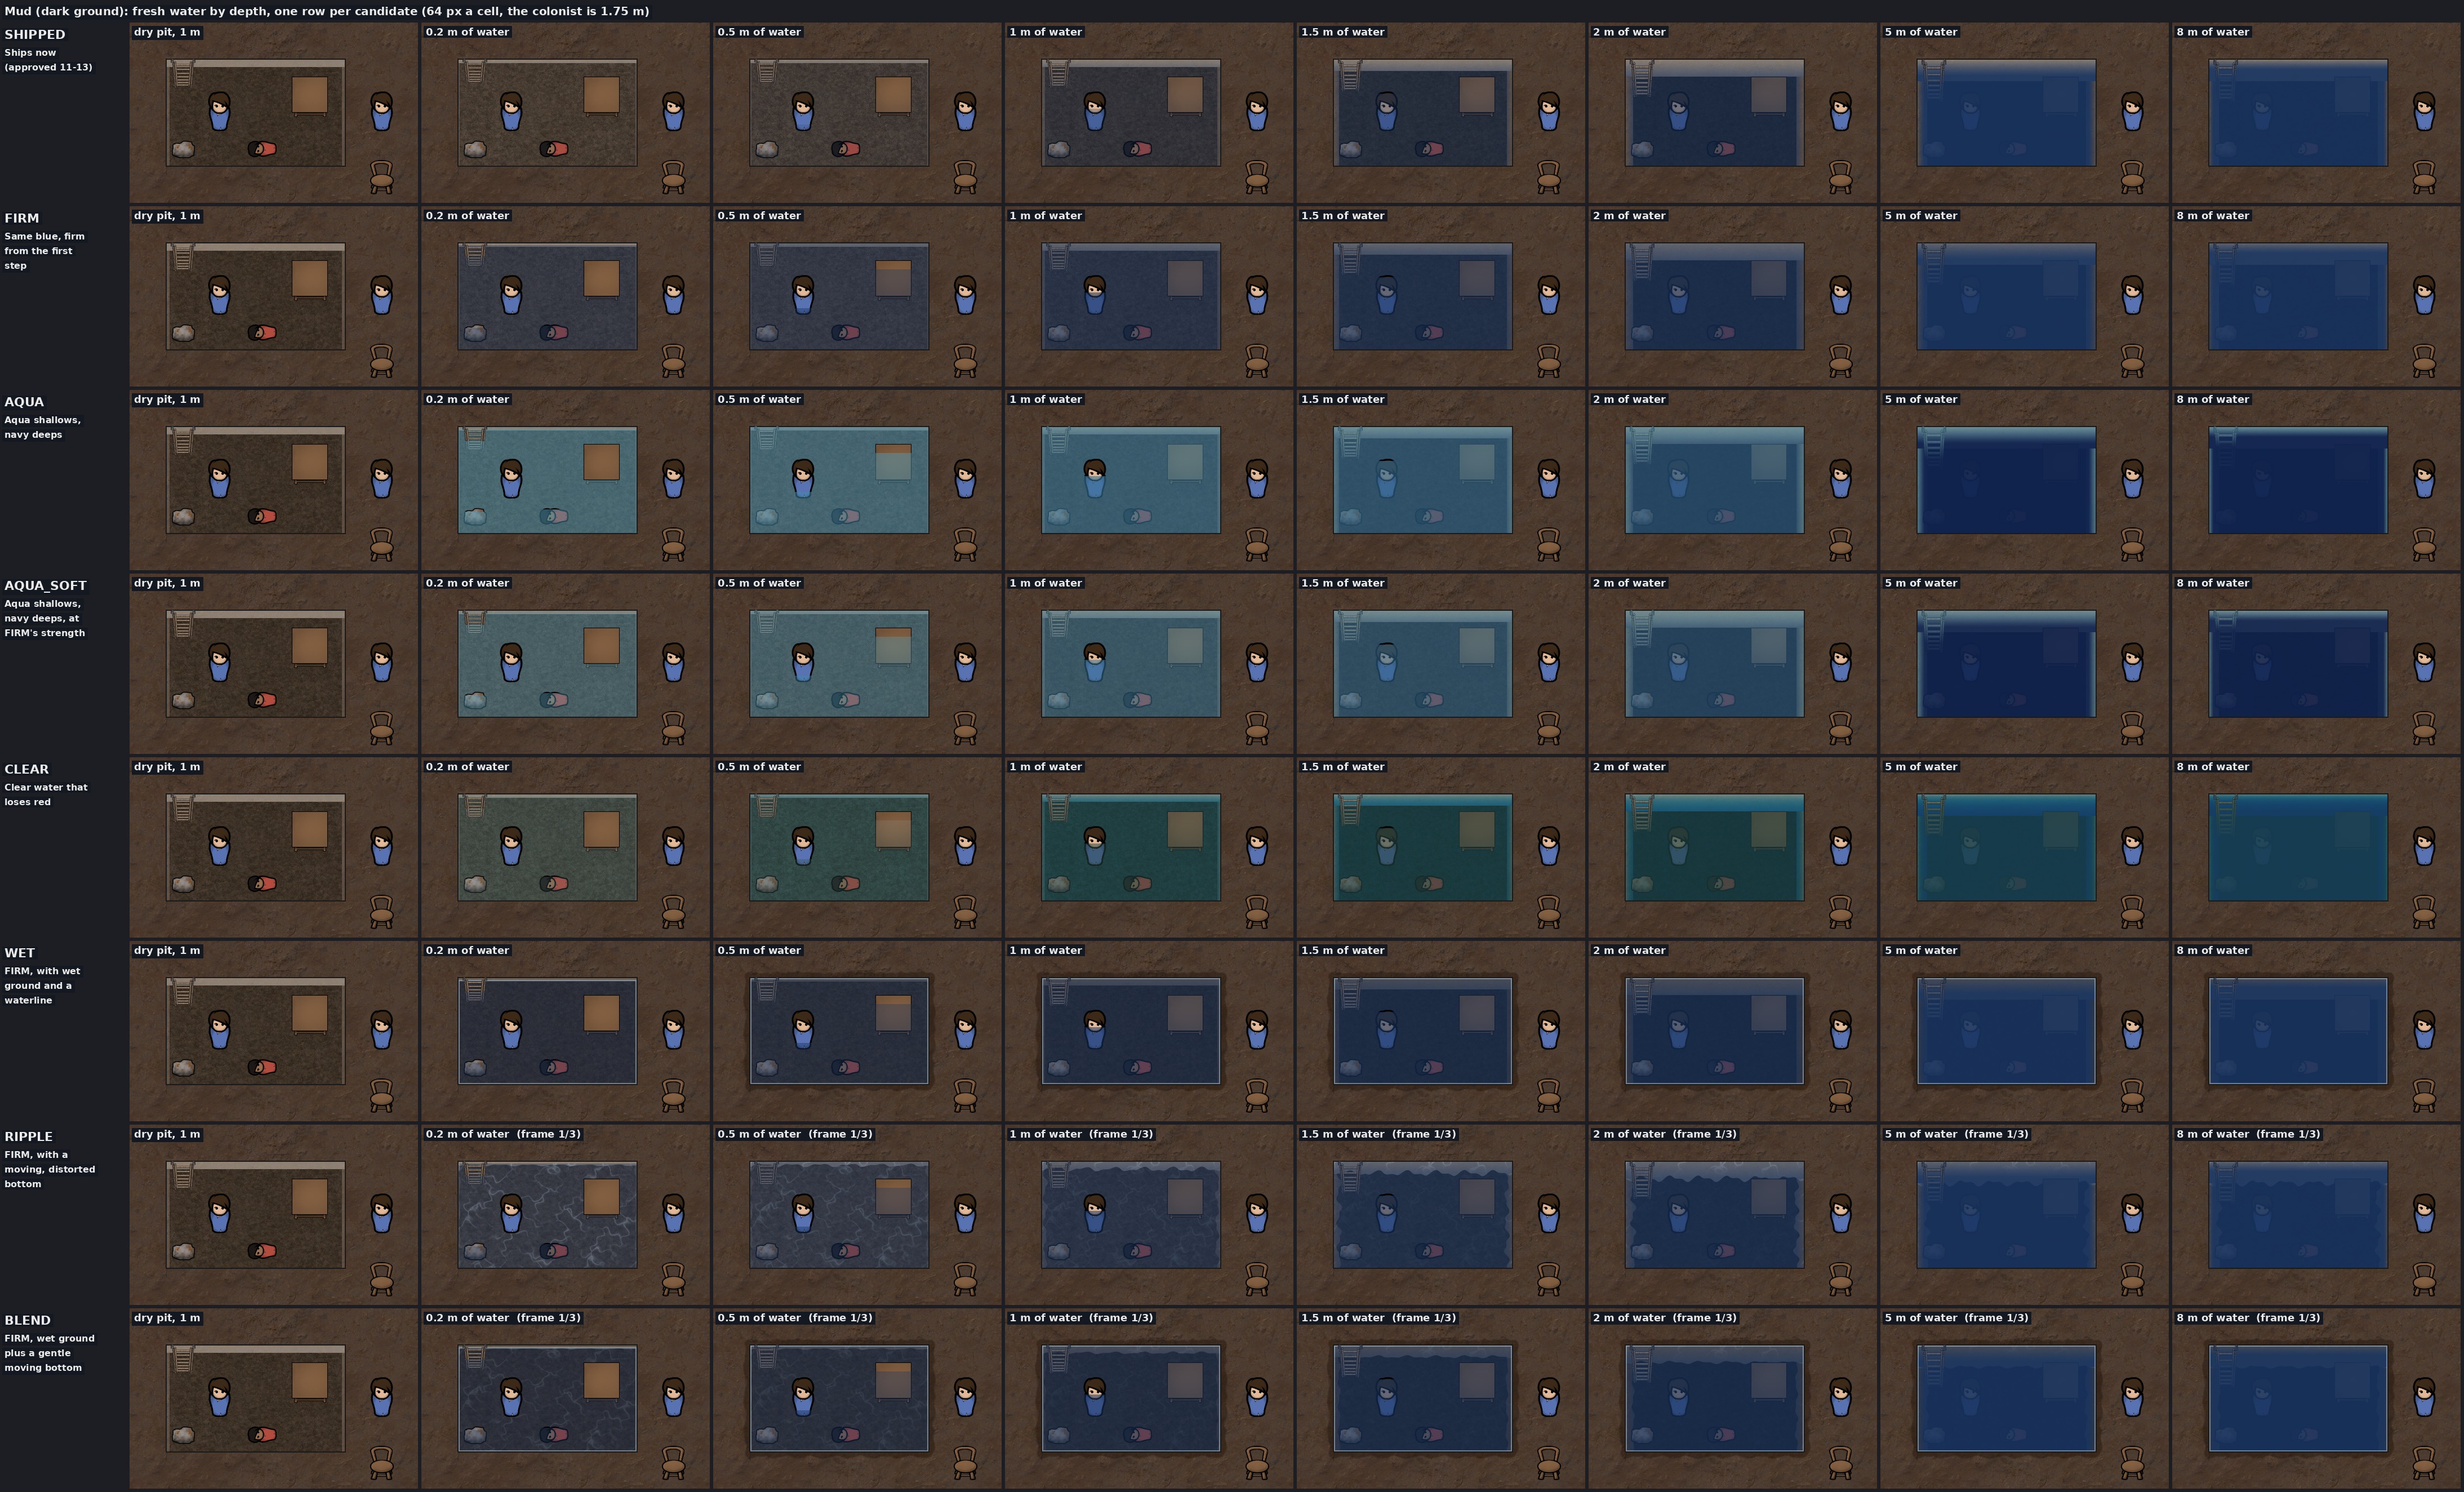 Mud (dark ground): fresh water by depth, one row per candidate (64 px a cell, the colonist is 1.75 m)
SHIPPED
Ships now
(approved 11-13)
dry pit, 1 m
0.2 m of water
0.5 m of water
1 m of water
1.5 m of water
2 m of water
5 m of water
8 m of water
FIRM
Same blue, firm
from the first
step
dry pit, 1 m
0.2 m of water
0.5 m of water
1 m of water
1.5 m of water
2 m of water
5 m of water
8 m of water
AQUA
Aqua shallows,
navy deeps
dry pit, 1 m
0.2 m of water
0.5 m of water
1 m of water
1.5 m of water
2 m of water
5 m of water
8 m of water
AQUA_SOFT
Aqua shallows,
navy deeps, at
FIRM's strength
dry pit, 1 m
0.2 m of water
0.5 m of water
1 m of water
1.5 m of water
2 m of water
5 m of water
8 m of water
CLEAR
Clear water that
loses red
dry pit, 1 m
0.2 m of water
0.5 m of water
1 m of water
1.5 m of water
2 m of water
5 m of water
8 m of water
WET
FIRM, with wet
ground and a
waterline
dry pit, 1 m
0.2 m of water
0.5 m of water
1 m of water
1.5 m of water
2 m of water
5 m of water
8 m of water
RIPPLE
FIRM, with a
moving, distorted
bottom
dry pit, 1 m
0.2 m of water (frame 1/3)
0.5 m of water (frame 1/3)
1 m of water (frame 1/3)
1.5 m of water (frame 1/3)
2 m of water (frame 1/3)
5 m of water (frame 1/3)
8 m of water (frame 1/3)
BLEND
FIRM, wet ground
plus a gentle
moving bottom
dry pit, 1 m
0.2 m of water (frame 1/3)
0.5 m of water (frame 1/3)
1 m of water (frame 1/3)
1.5 m of water (frame 1/3)
2 m of water (frame 1/3)
5 m of water (frame 1/3)
8 m of water (frame 1/3)